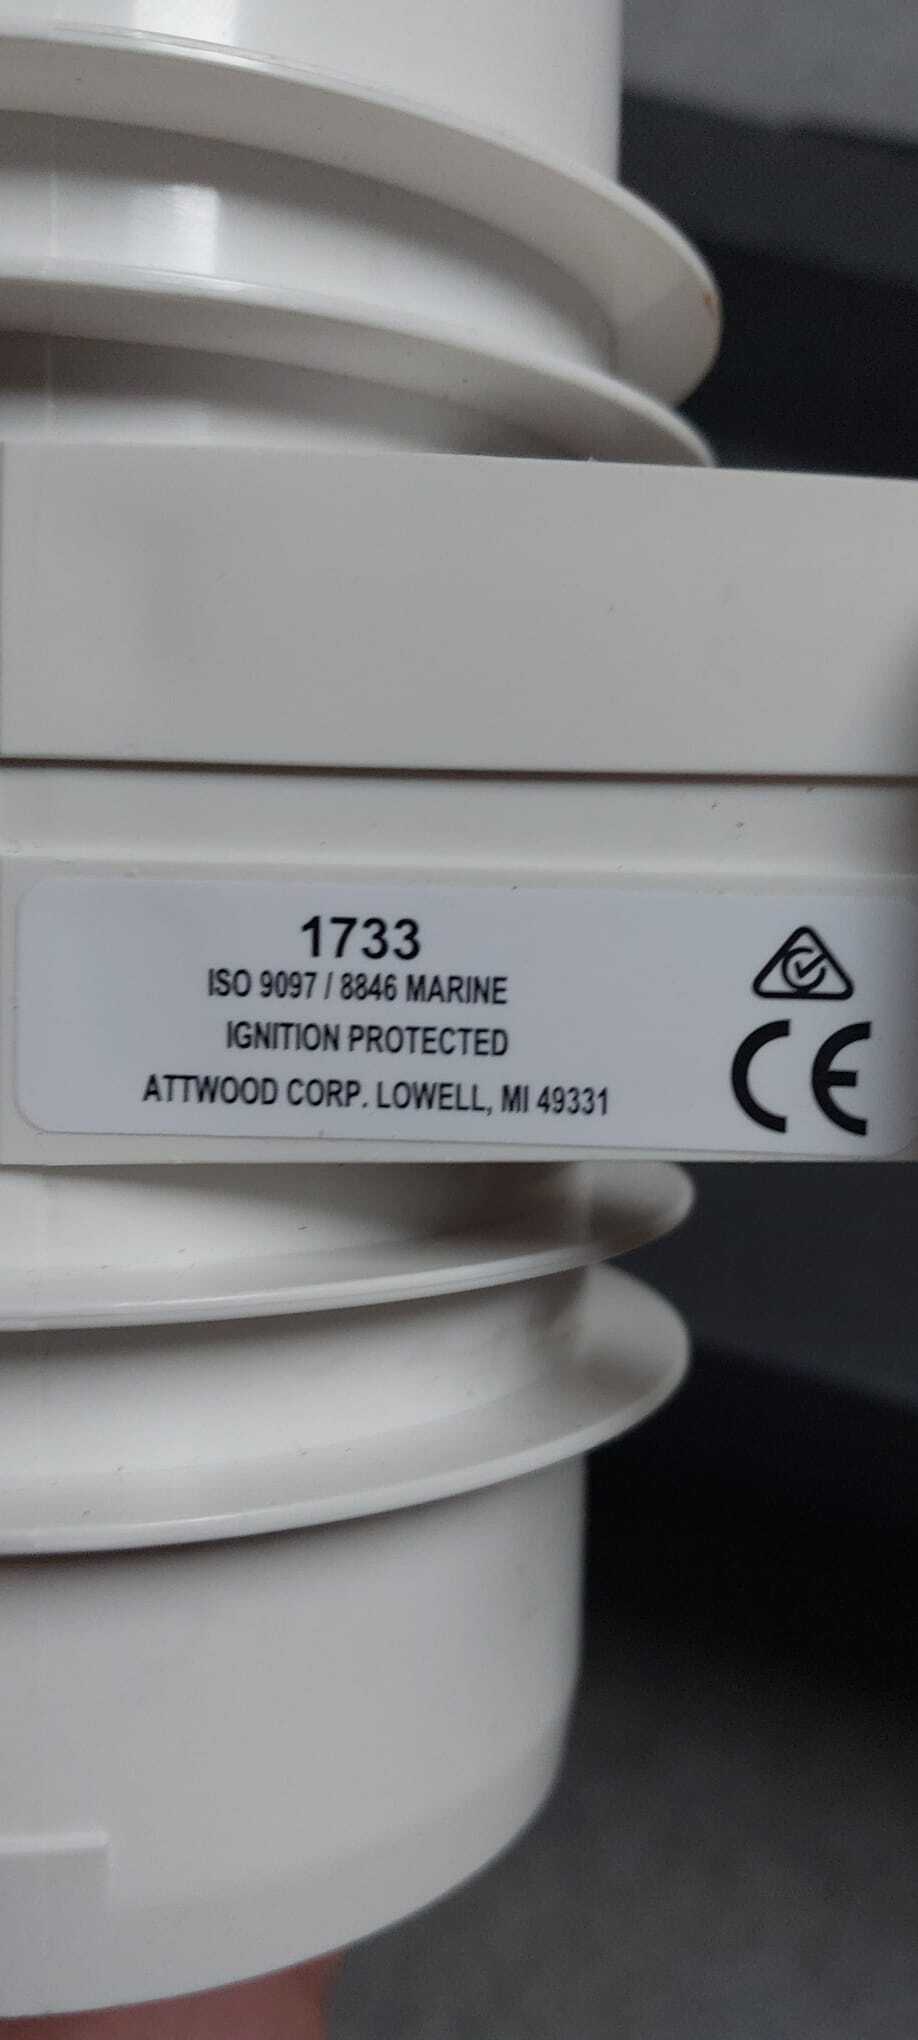 1733
ISO 9097 / 8846 MARINE
IGNITION PROTECTED
ATTWOOD CORP. LOWELL, MI 49331
CE